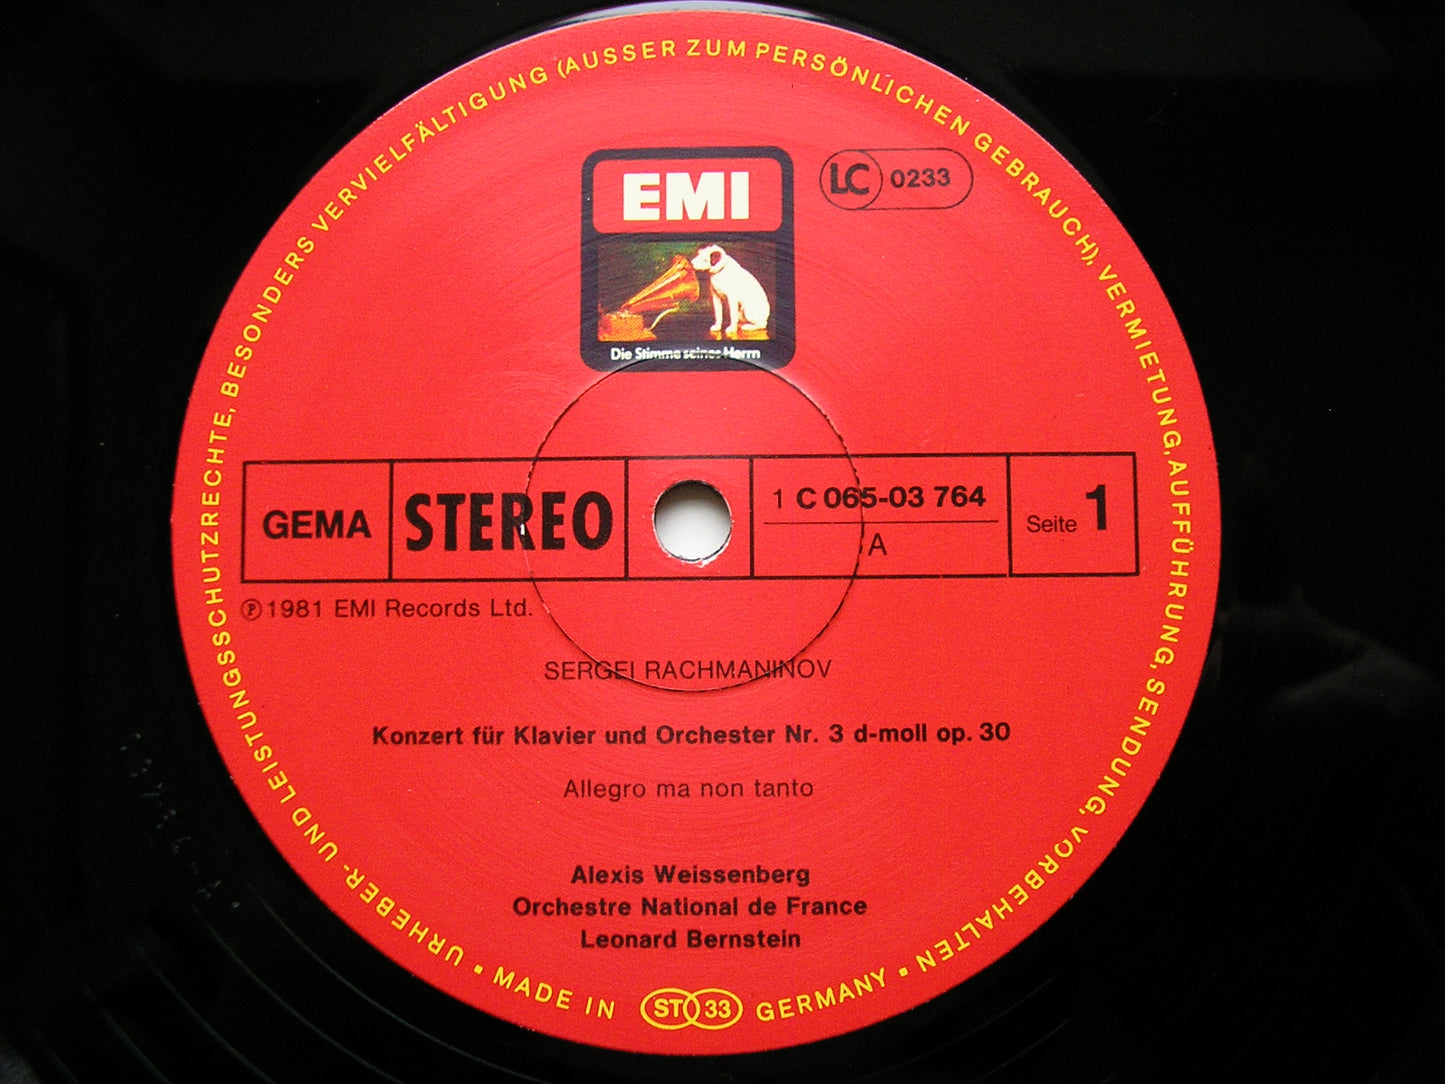 URHEBER- UND LEISTUNGSSCHUTZRECHTE, BESONDERS VERVIELFÄLTIGUNG (AUSSER ZUM PERSÖNLICHEN GEBRAUCH), VERMIETUNG, AUFFÜHRUNG, SENDUNG, VORBEHALTEN
EMI
LC 0233
Die Stimme seines Herrn
GEMA
STEREO
1 C 065-03 764
A
Seite 1
℗ 1981 EMI Records Ltd.
SERGEI RACHMANINOV
Konzert für Klavier und Orchester Nr. 3 d-moll op. 30
Allegro ma non tanto
Alexis Weissenberg
Orchestre National de France
Leonard Bernstein
• MADE IN ST 33 GERMANY •